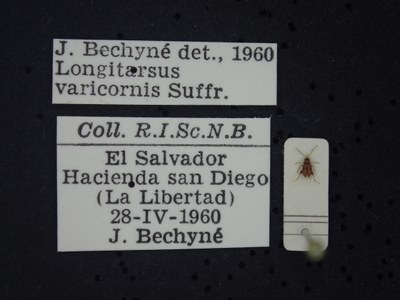 J. Bechyné det., 1960
Longitarsus
varicornis Suffr.
Coll. R.I.Sc.N.B.
El Salvador
Hacienda san Diego
(La Libertad)
28-IV-1960
J. Bechyné